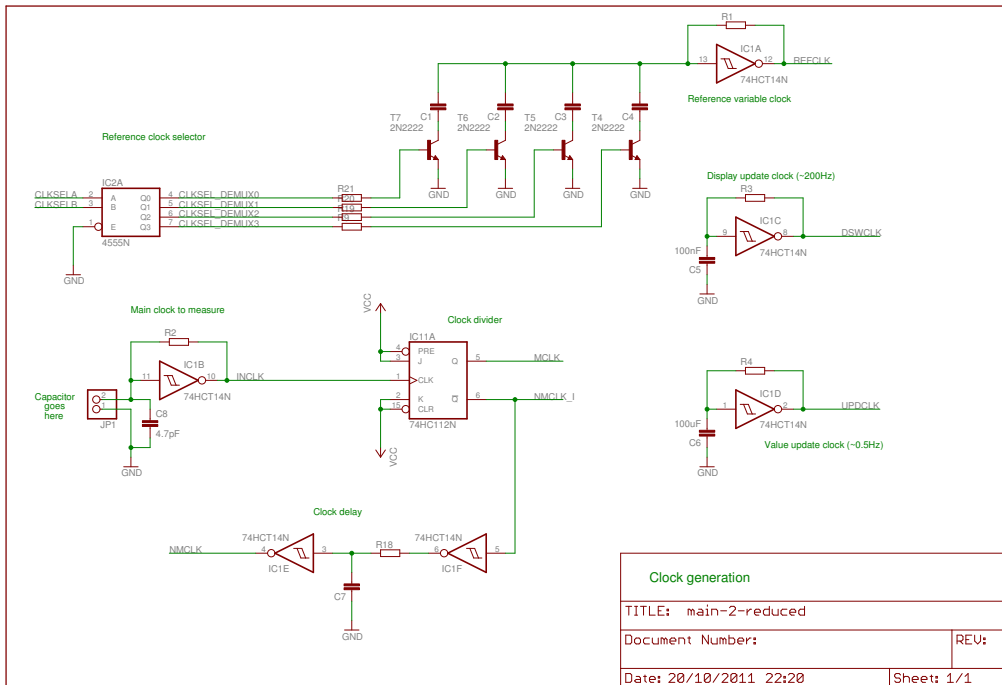 R1
IC1A
13
12
REFCLK
74HCT14N
Reference variable clock
T7
2N2222
C1
T6
2N2222
C2
T5
2N2222
C3
T4
2N2222
C4
GND
GND
GND
GND
Reference clock selector
IC2A
CLKSELA
2
A
Q0
4
CLKSEL_DEMUX0
R21
CLKSELB
3
B
Q1
5
CLKSEL_DEMUX1
R20
Q2
6
CLKSEL_DEMUX2
R19
1
E
Q3
7
CLKSEL_DEMUX3
R9
4555N
GND
Display update clock (~200Hz)
R3
IC1C
9
8
DSWCLK
74HCT14N
100nF
C5
GND
Main clock to measure
R2
IC1B
11
10
INCLK
74HCT14N
Capacitor
goes
here
2
1
JP1
C8
4.7pF
GND
VCC
Clock divider
IC11A
4
PRE
3
J
Q
5
MCLK
1
CLK
2
K
Q
6
NMCLK_I
15
CLR
74HC112N
VCC
R4
IC1D
1
2
UPDCLK
74HCT14N
100uF
C6
Value update clock (~0.5Hz)
GND
Clock delay
74HCT14N
NMCLK
4
3
IC1E
R18
74HCT14N
6
5
IC1F
C7
GND
Clock generation
TITLE: main-2-reduced
Document Number:
REV:
Date: 20/10/2011 22:20
Sheet: 1/1